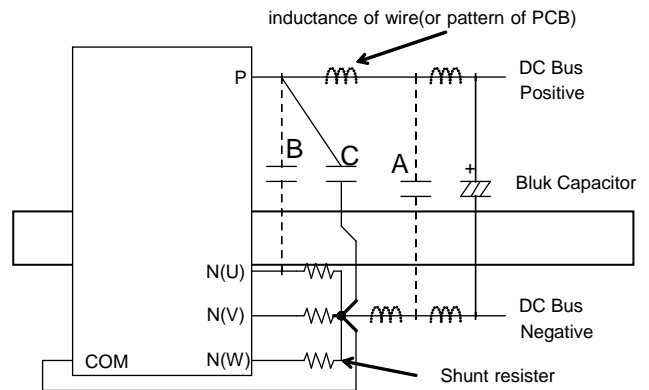 inductance of wire(or pattern of PCB)
P
DC Bus
Positive
B
C
A
+
Bluk Capacitor
N(U)
N(V)
DC Bus
Negative
COM
N(W)
Shunt resister